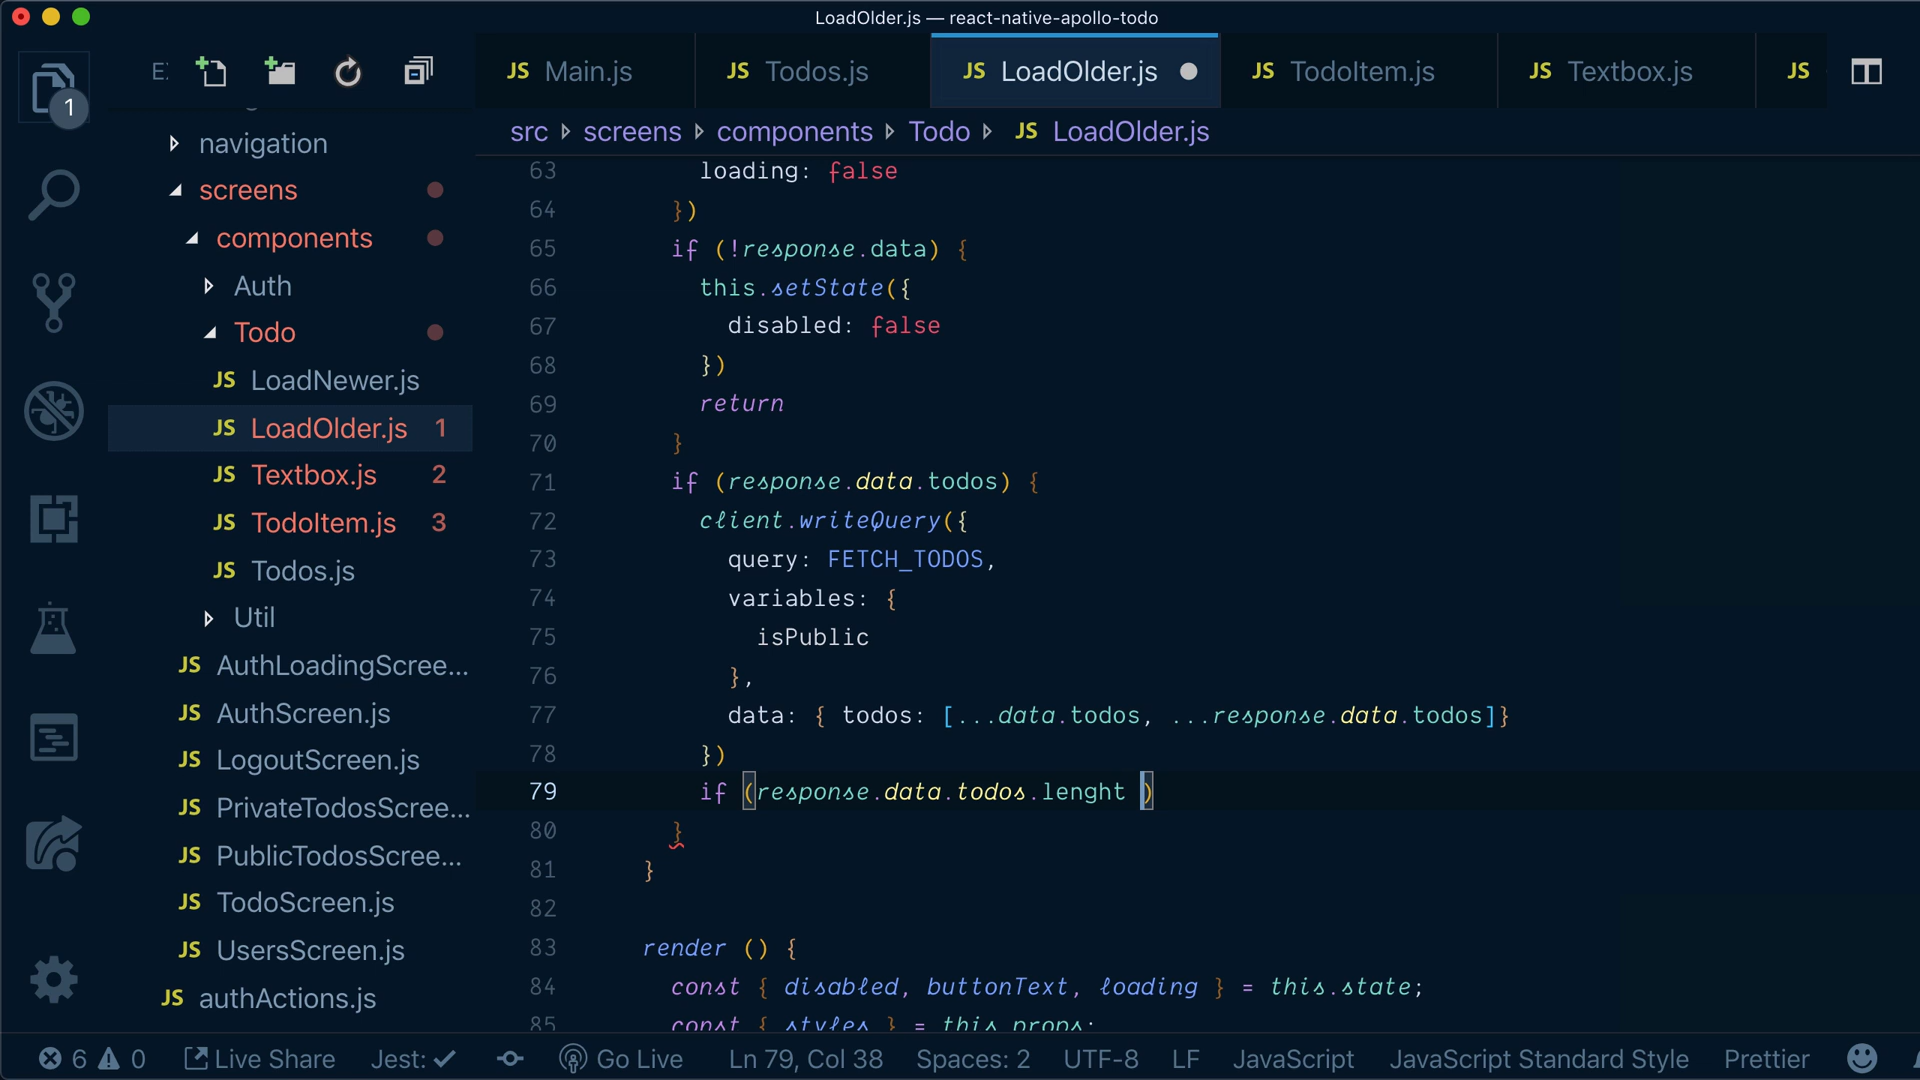 LoadOlder.js — react-native-apollo-todo
1
E:
JS Main.js
JS Todos.js
JS LoadOlder.js
JS TodoItem.js
JS Textbox.js
JS
src screens components Todo JS LoadOlder.js
navigation
screens
components
Auth
Todo
JS LoadNewer.js
JS LoadOlder.js 1
JS Textbox.js 2
JS TodoItem.js 3
JS Todos.js
Util
JS AuthLoadingScree...
JS AuthScreen.js
JS LogoutScreen.js
JS PrivateTodosScree...
JS PublicTodosScree...
JS TodoScreen.js
JS UsersScreen.js
JS authActions.js
63 loading: false
64 })
65 if (!response.data) {
66 this.setState({
67 disabled: false
68 })
69 return
70 }
71 if (response.data.todos) {
72 client.writeQuery({
73 query: FETCH_TODOS,
74 variables: {
75 isPublic
76 },
77 data: { todos: [...data.todos, ...response.data.todos]}
78 })
79 if (response.data.todos.lenght )
80 }
81 }
82
83 render () {
84 const { disabled, buttonText, loading } = this.state;
85 const { styles } = this.props;
6 0 Live Share Jest: Go Live Ln 79, Col 38 Spaces: 2 UTF-8 LF JavaScript JavaScript Standard Style Prettier